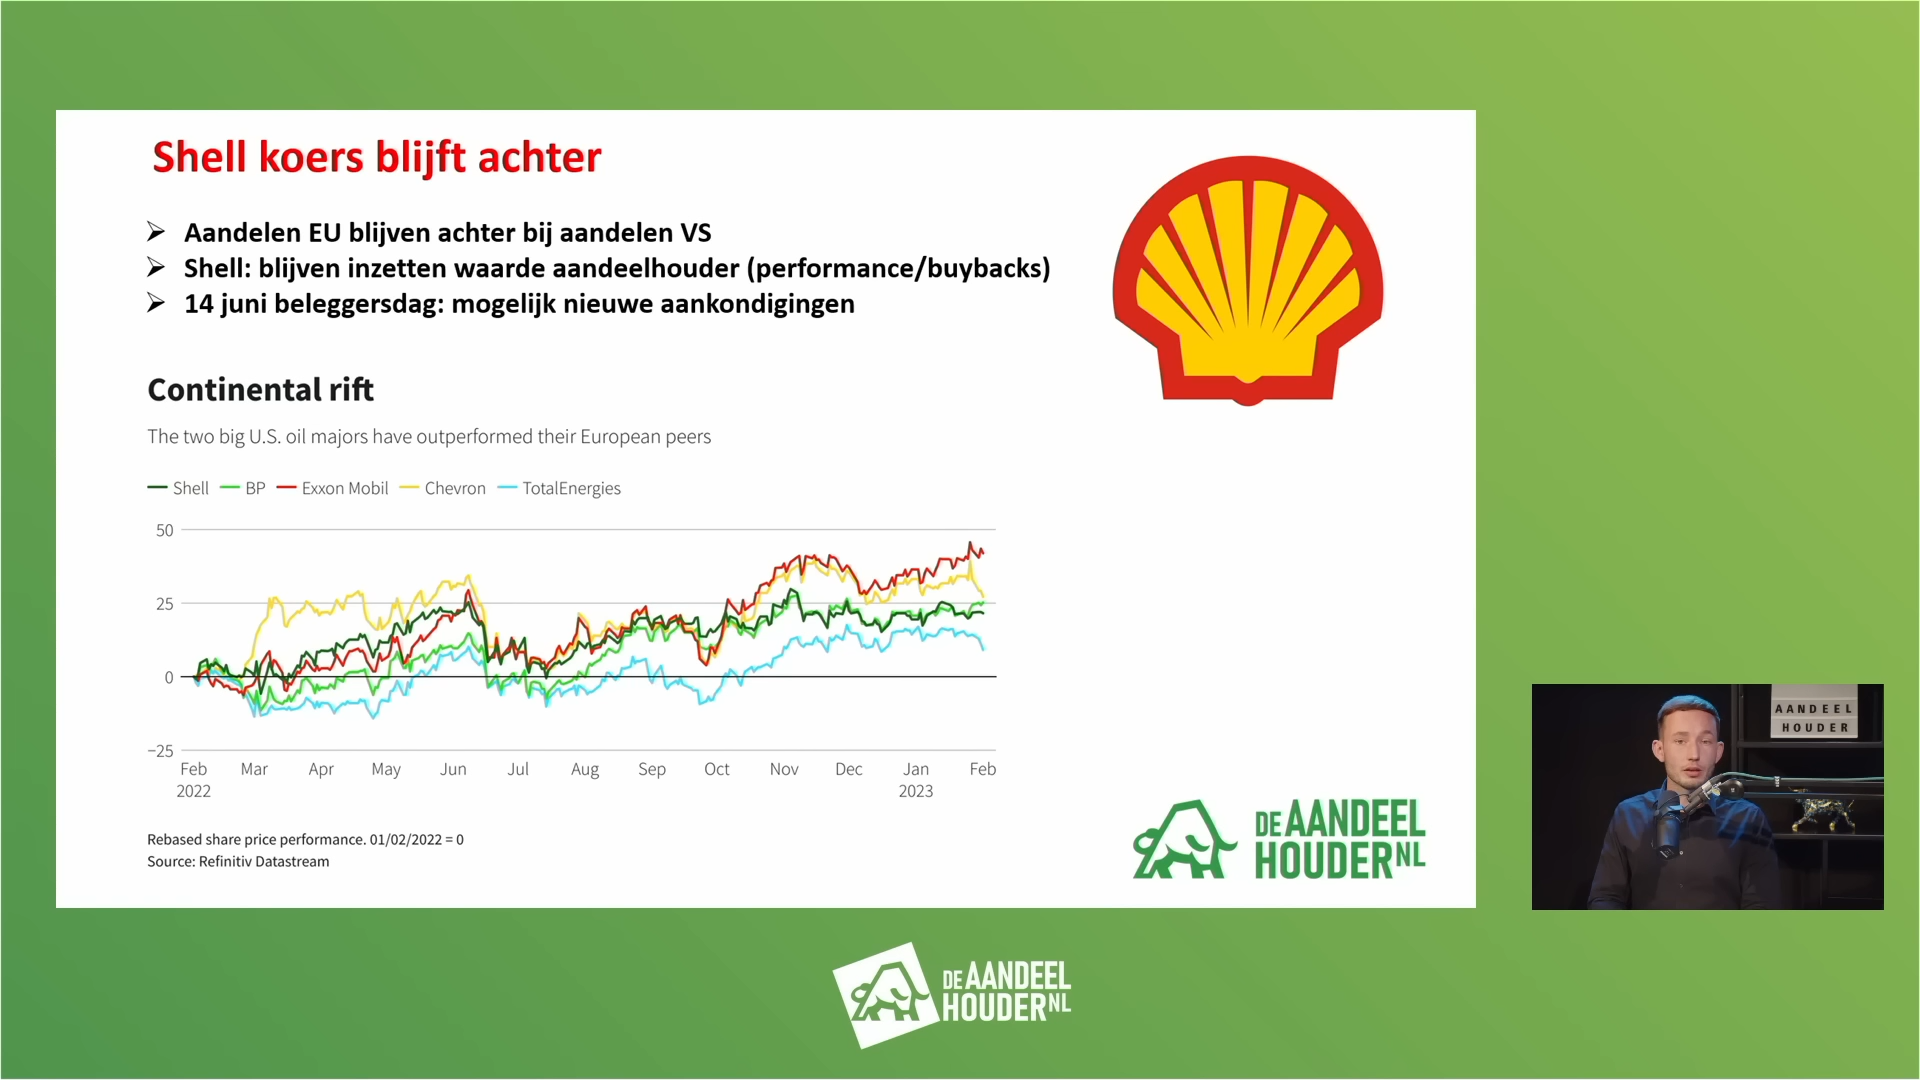 Shell koers blijft achter
Aandelen EU blijven achter bij aandelen VS
Shell: blijven inzetten waarde aandeelhouder (performance/buybacks)
14 juni beleggersdag: mogelijk nieuwe aankondigingen
Continental rift
The two big U.S. oil majors have outperformed their European peers
Shell BP Exxon Mobil Chevron TotalEnergies
50
25
0
−25
Feb Mar Apr May Jun Jul Aug Sep Oct Nov Dec Jan Feb
2022 2023
Rebased share price performance. 01/02/2022 = 0
Source: Refinitiv Datastream
DE AANDEEL
HOUDER NL
AANDEEL
HOUDER
DE AANDEEL
HOUDER NL